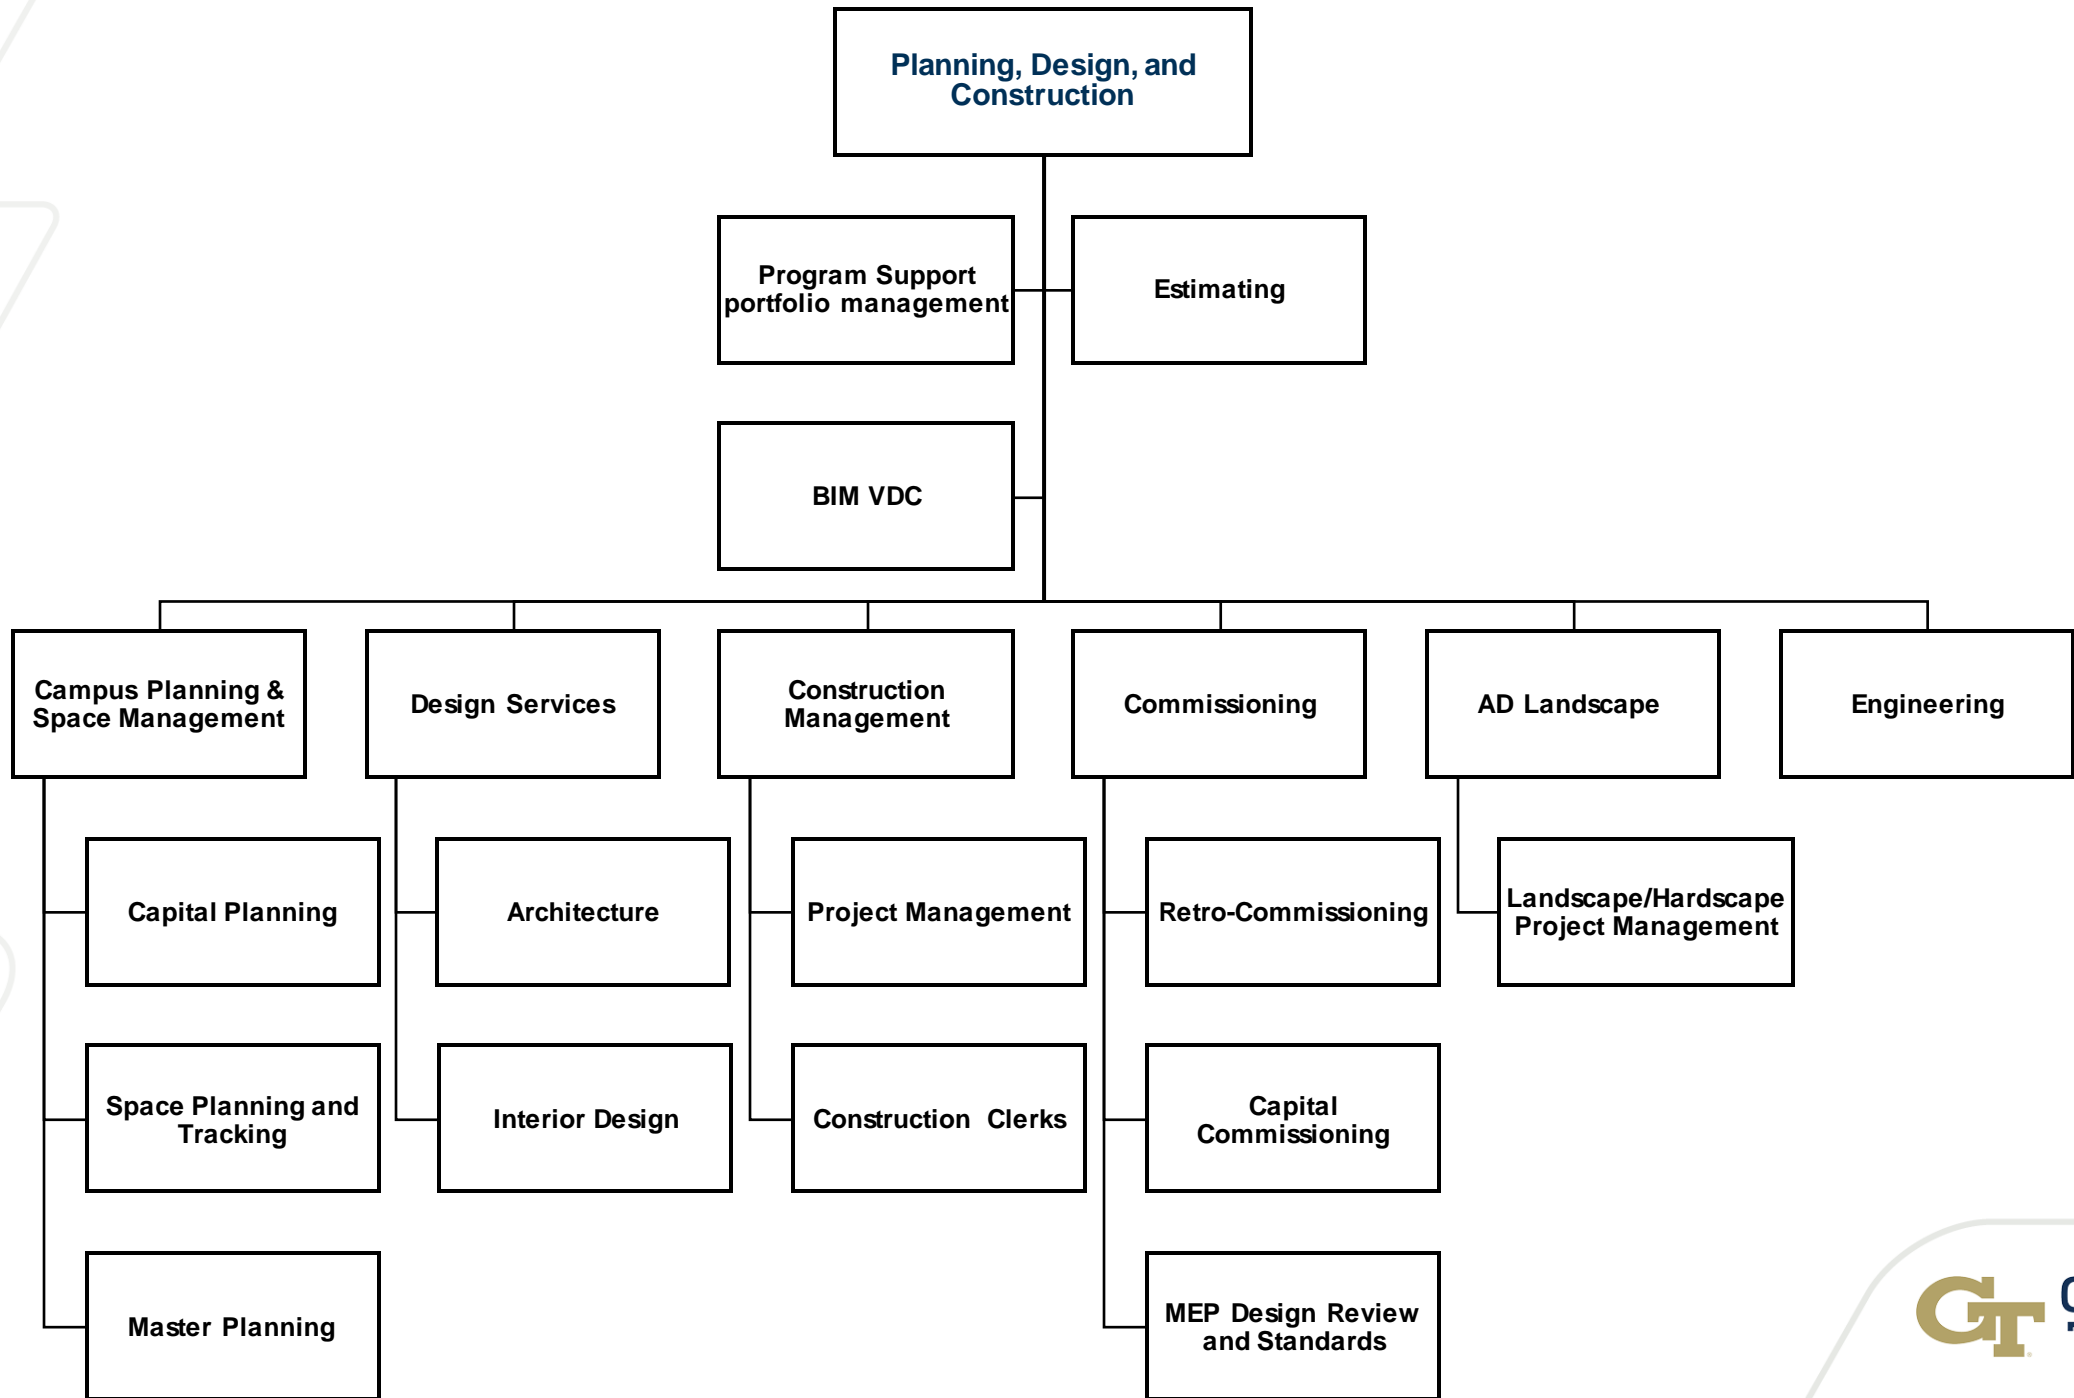 Planning, Design, and
Construction
Program Support
portfolio management
Estimating
BIM VDC
Campus Planning &
Space Management
Design Services
Construction
Management
Commissioning
AD Landscape
Engineering
Capital Planning
Architecture
Project Management
Retro-Commissioning
Landscape/Hardscape
Project Management
Space Planning and
Tracking
Interior Design
Construction Clerks
Capital
Commissioning
Master Planning
MEP Design Review
and Standards
GT